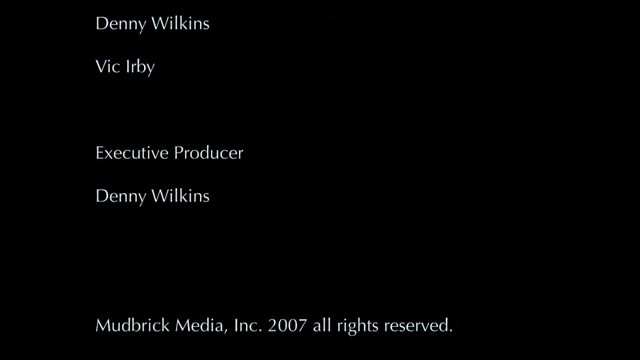 Denny Wilkins
Vic Irby
Executive Producer
Denny Wilkins
Mudbrick Media, Inc. 2007 all rights reserved.